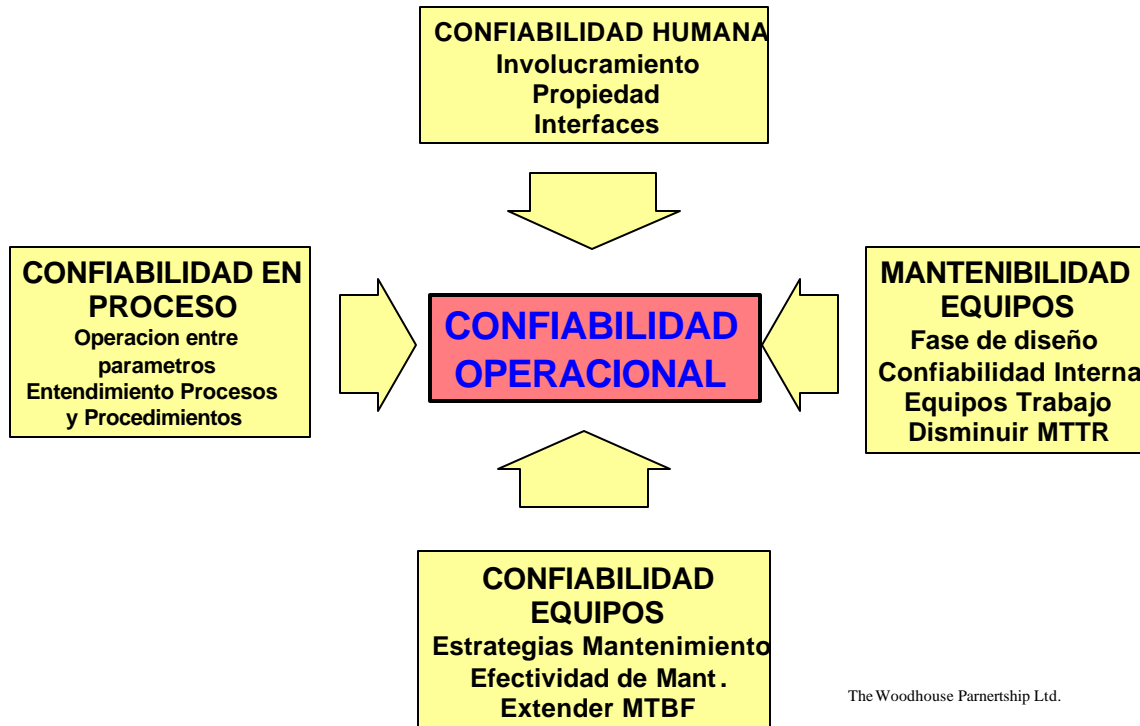 CONFIABILIDAD HUMANA
Involucramiento
Propiedad
Interfaces
CONFIABILIDAD EN
PROCESO
Operacion entre
parametros
Entendimiento Procesos
y Procedimientos
CONFIABILIDAD
OPERACIONAL
MANTENIBILIDAD
EQUIPOS
Fase de diseño
Confiabilidad Interna
Equipos Trabajo
Disminuir MTTR
CONFIABILIDAD
EQUIPOS
Estrategias Mantenimiento
Efectividad de Mant.
Extender MTBF
The Woodhouse Parnertship Ltd.